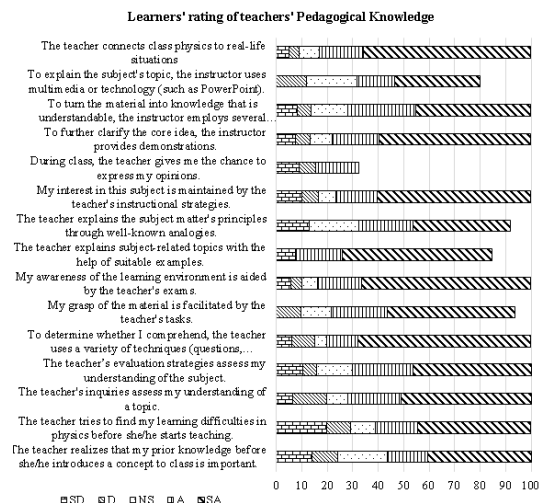 Learners' rating of teachers' Pedagogical Knowledge
The teacher connects class physics to real-life
situations
To explain the subject's topic, the instructor uses
multimedia or technology (such as PowerPoint).
To turn the material into knowledge that is
understandable, the instructor employs several…
To further clarify the core idea, the instructor
provides demonstrations.
During class, the teacher gives me the chance to
express my opinions.
My interest in this subject is maintained by the
teacher's instructional strategies.
The teacher explains the subject matter's principles
through well-known analogies.
The teacher explains subject-related topics with the
help of suitable examples.
My awareness of the learning environment is aided
by the teacher's exams.
My grasp of the material is facilitated by the
teacher's tasks.
To determine whether I comprehend, the teacher
uses a variety of techniques (questions,…
The teacher's evaluation strategies assess my
understanding of the subject.
The teacher's inquiries assess my understanding of
a topic.
The teacher tries to find my learning difficulties in
physics before she/he starts teaching.
The teacher realizes that my prior knowledge before
she/he introduces a concept to class is important.
0 10 20 30 40 50 60 70 80 90 100
SD D NS A SA